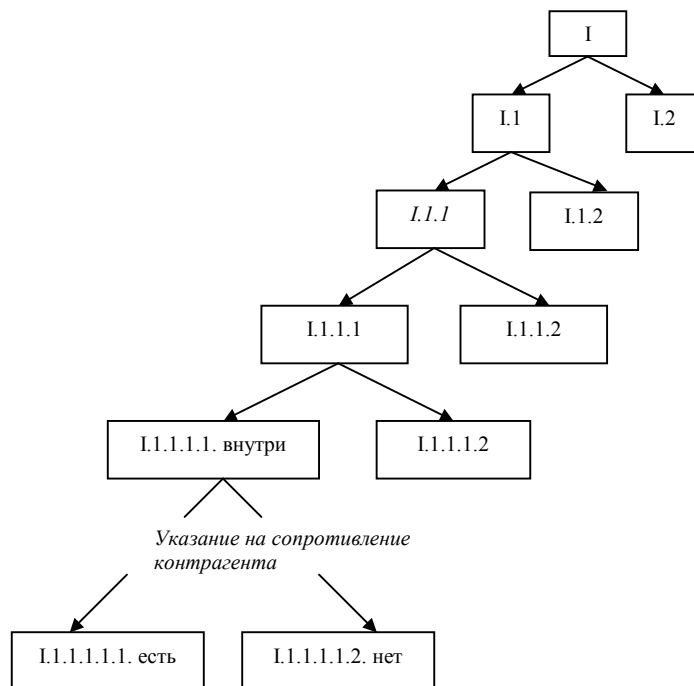 I
I.1
I.2
I.1.1
I.1.2
I.1.1.1
I.1.1.2
I.1.1.1.1. внутри
I.1.1.1.2
Указание на сопротивление
контрагента
I.1.1.1.1.1. есть
I.1.1.1.1.2. нет